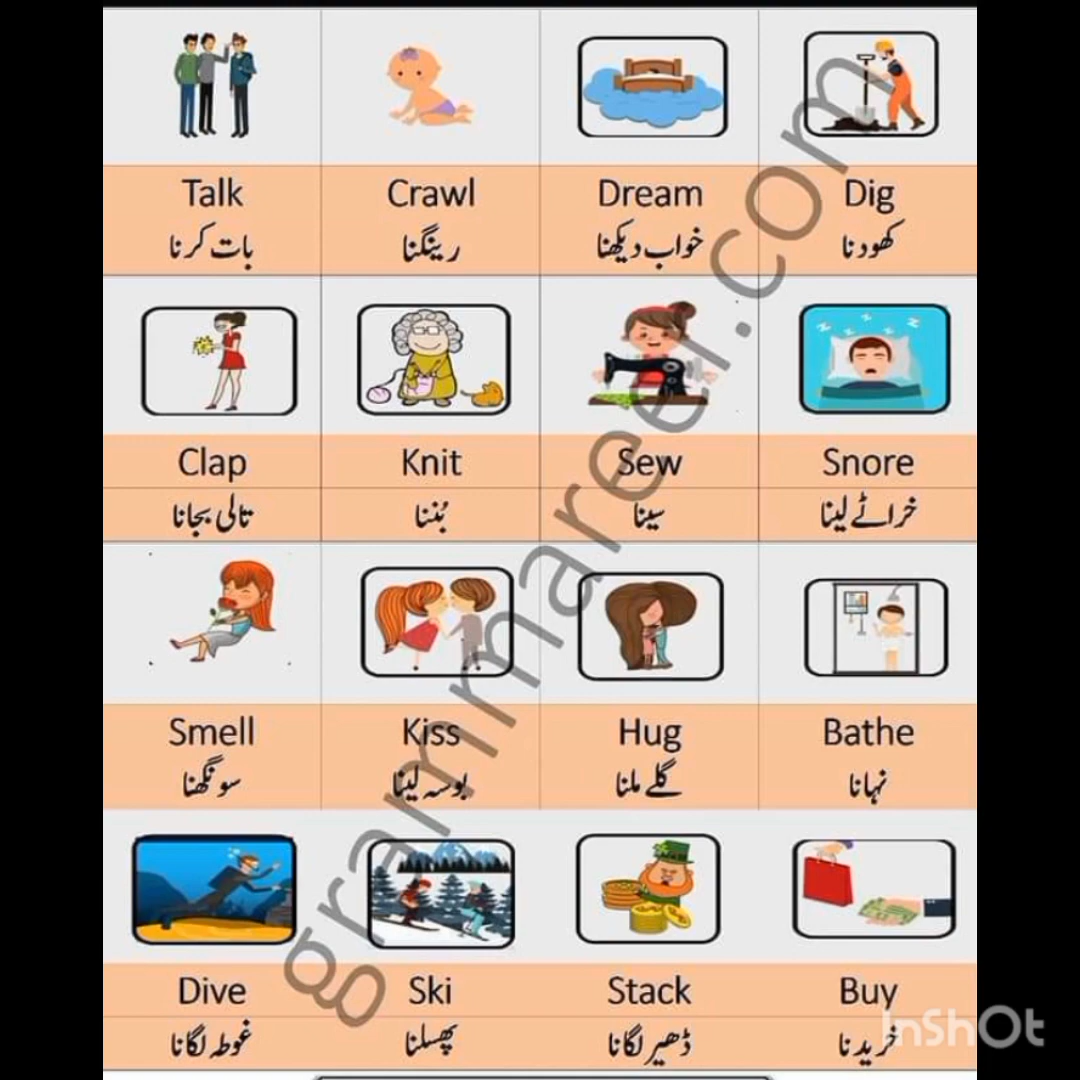 Talk Crawl Dream Dig
بات کرنا رینگنا خواب دیکھنا کھودنا
Clap Knit Sew Snore
تالی بجانا بُننا سینا خراٹے لینا
Smell Kiss Hug Bathe
سونگھنا بوسہ لینا گلے ملنا نہانا
Dive Ski Stack Buy
غوطہ لگانا پھسلنا ڈھیر لگانا خریدنا
grammareer.com
InShOt